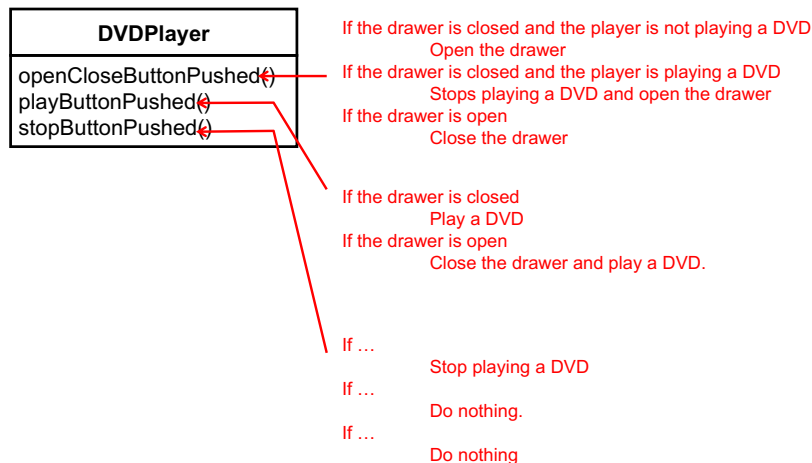 DVDPlayer
openCloseButtonPushed()
playButtonPushed()
stopButtonPushed()
If the drawer is closed and the player is not playing a DVD
Open the drawer
If the drawer is closed and the player is playing a DVD
Stops playing a DVD and open the drawer
If the drawer is open
Close the drawer
If the drawer is closed
Play a DVD
If the drawer is open
Close the drawer and play a DVD.
If …
Stop playing a DVD
If …
Do nothing.
If …
Do nothing